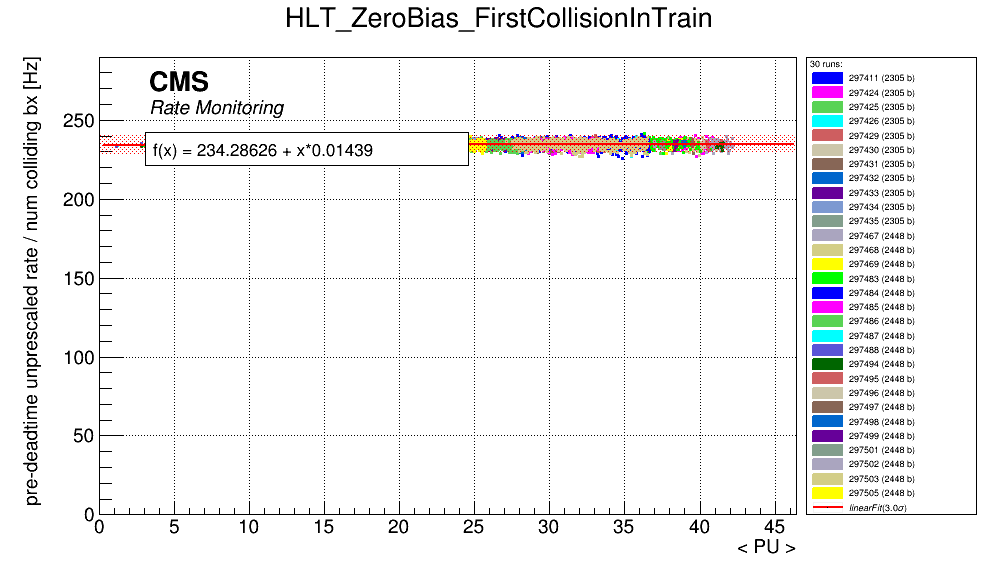 HLT_ZeroBias_FirstCollisionInTrain
pre-deadtime unprescaled rate / num colliding bx [Hz]
CMS
Rate Monitoring
f(x) = 234.28626 + x*0.01439
250
200
150
100
50
0
0 5 10 15 20 25 30 35 40 45
< PU >
30 runs:
297411 (2305 b)
297424 (2305 b)
297425 (2305 b)
297426 (2305 b)
297429 (2305 b)
297430 (2305 b)
297431 (2305 b)
297432 (2305 b)
297433 (2305 b)
297434 (2305 b)
297435 (2305 b)
297467 (2448 b)
297468 (2448 b)
297469 (2448 b)
297483 (2448 b)
297484 (2448 b)
297485 (2448 b)
297486 (2448 b)
297487 (2448 b)
297488 (2448 b)
297494 (2448 b)
297495 (2448 b)
297496 (2448 b)
297497 (2448 b)
297498 (2448 b)
297499 (2448 b)
297501 (2448 b)
297502 (2448 b)
297503 (2448 b)
297505 (2448 b)
linearFit(3.0σ)